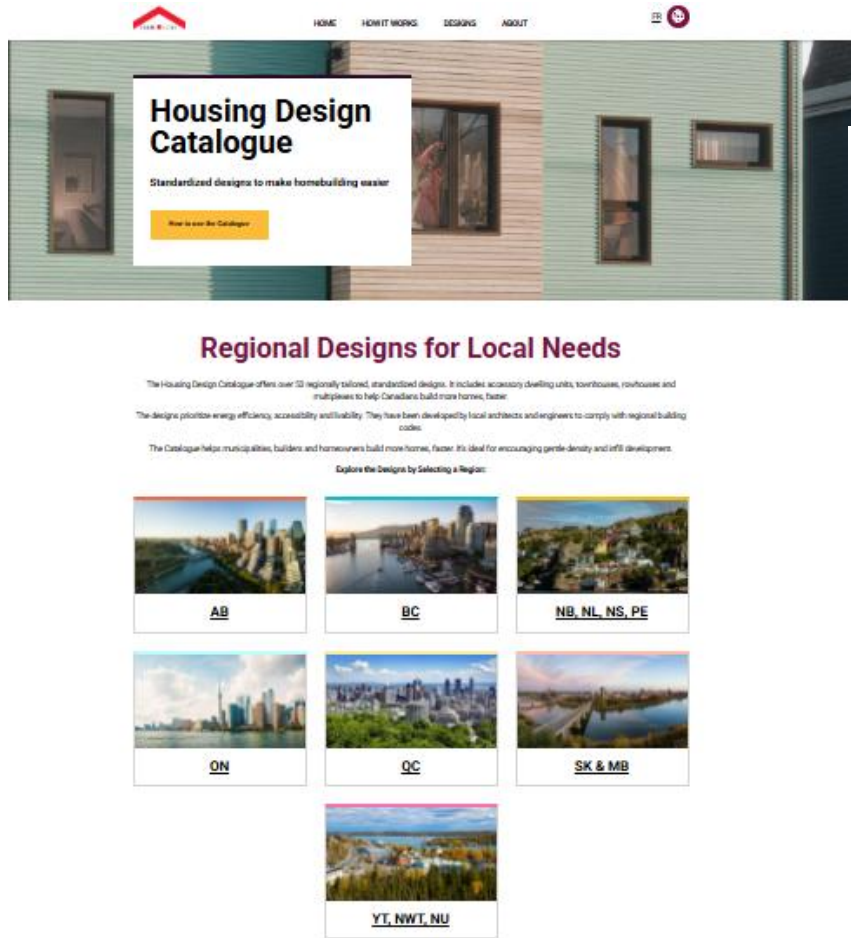 HOME HOW IT WORKS DESIGNS ABOUT FR
Housing Design
Catalogue
Standardized designs to make homebuilding easier
How to use the Catalogue
Regional Designs for Local Needs
The Housing Design Catalogue offers over 50 regionally tailored, standardized designs. It includes accessory dwelling units, townhouses, rowhouses and
multiplexes to help Canadians build more homes, faster.
The designs prioritize energy efficiency, accessibility and livability. They have been developed by local architects and engineers to comply with regional building
codes.
The Catalogue helps municipalities, builders and homeowners build more homes, faster. It's ideal for encouraging gentle density and infill development.
Explore the Designs by Selecting a Region:
AB BC NB, NL, NS, PE
ON QC SK & MB
YT, NWT, NU